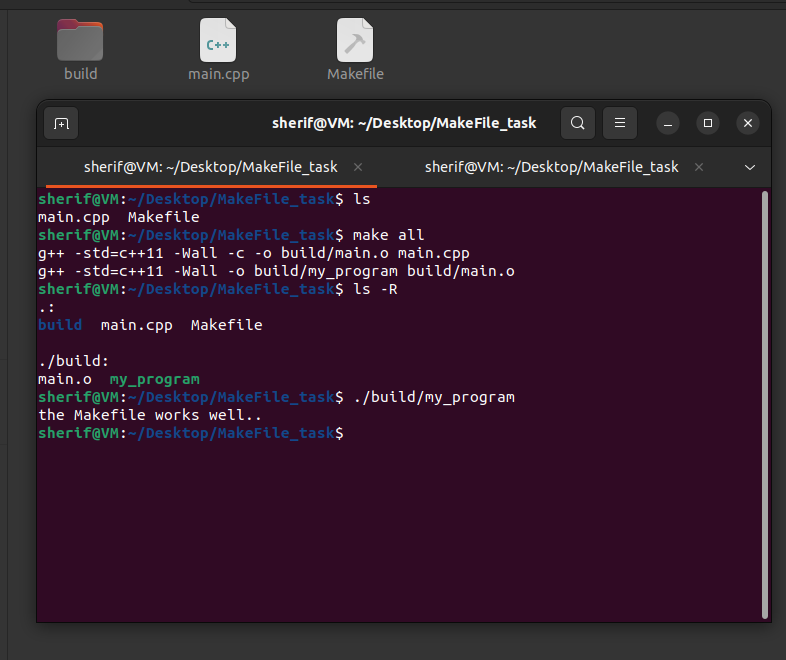 build
C++
main.cpp
Makefile
sherif@VM: ~/Desktop/MakeFile_task
sherif@VM: ~/Desktop/MakeFile_task
sherif@VM: ~/Desktop/MakeFile_task
sherif@VM:~/Desktop/MakeFile_task$ ls
main.cpp  Makefile
sherif@VM:~/Desktop/MakeFile_task$ make all
g++ -std=c++11 -Wall -c -o build/main.o main.cpp
g++ -std=c++11 -Wall -o build/my_program build/main.o
sherif@VM:~/Desktop/MakeFile_task$ ls -R
.:
build  main.cpp  Makefile
./build:
main.o  my_program
sherif@VM:~/Desktop/MakeFile_task$ ./build/my_program
the Makefile works well..
sherif@VM:~/Desktop/MakeFile_task$